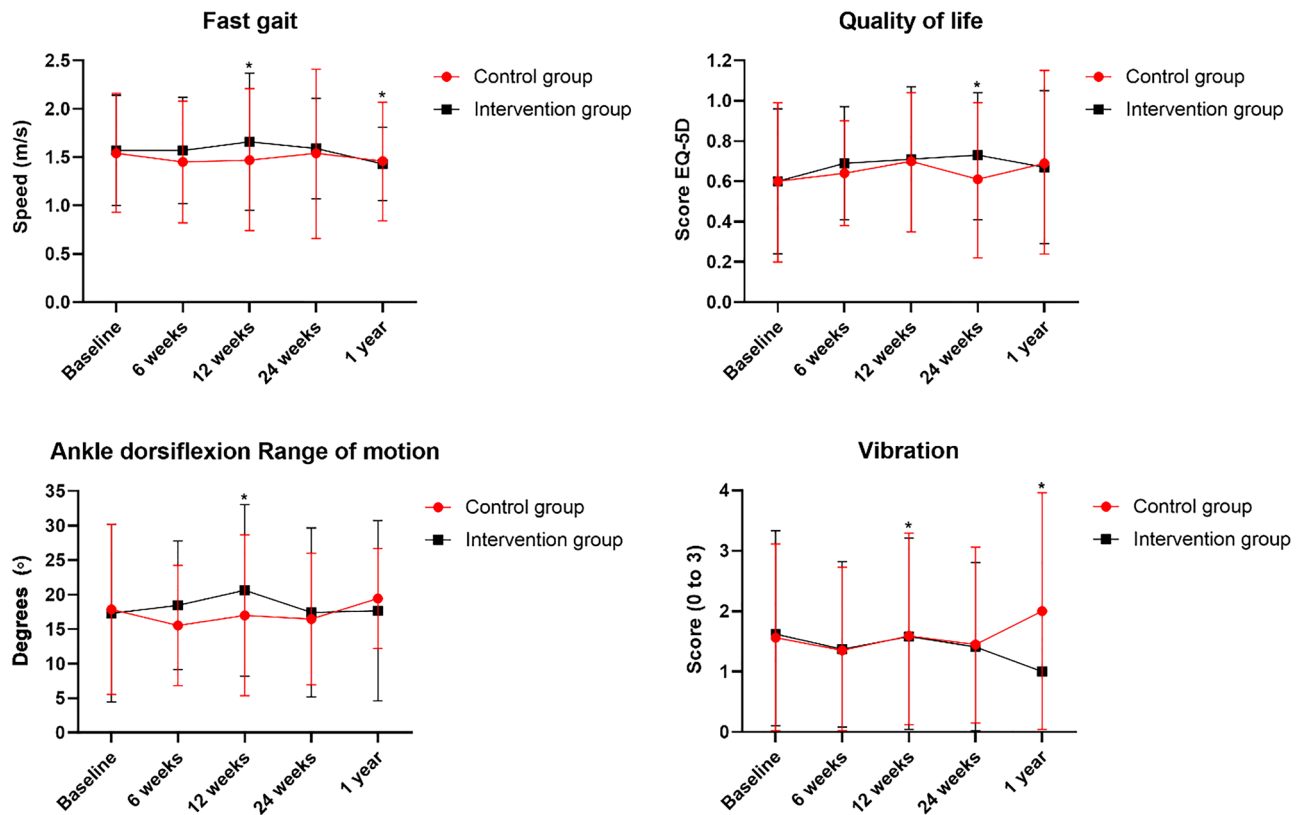 Fast gait
2.5
2.0
1.5
1.0
0.5
0.0
Speed (m/s)
*
*
Baseline
6 weeks
12 weeks
24 weeks
1 year
Control group
Intervention group
Quality of life
1.2
1.0
0.8
0.6
0.4
0.2
0.0
Score EQ-5D
*
Baseline
6 weeks
12 weeks
24 weeks
1 year
Control group
Intervention group
Ankle dorsiflexion Range of motion
35
30
25
20
15
10
5
0
Degrees (°)
*
Baseline
6 weeks
12 weeks
24 weeks
1 year
Control group
Intervention group
Vibration
4
3
2
1
0
Score (0 to 3)
*
*
Baseline
6 weeks
12 weeks
24 weeks
1 year
Control group
Intervention group